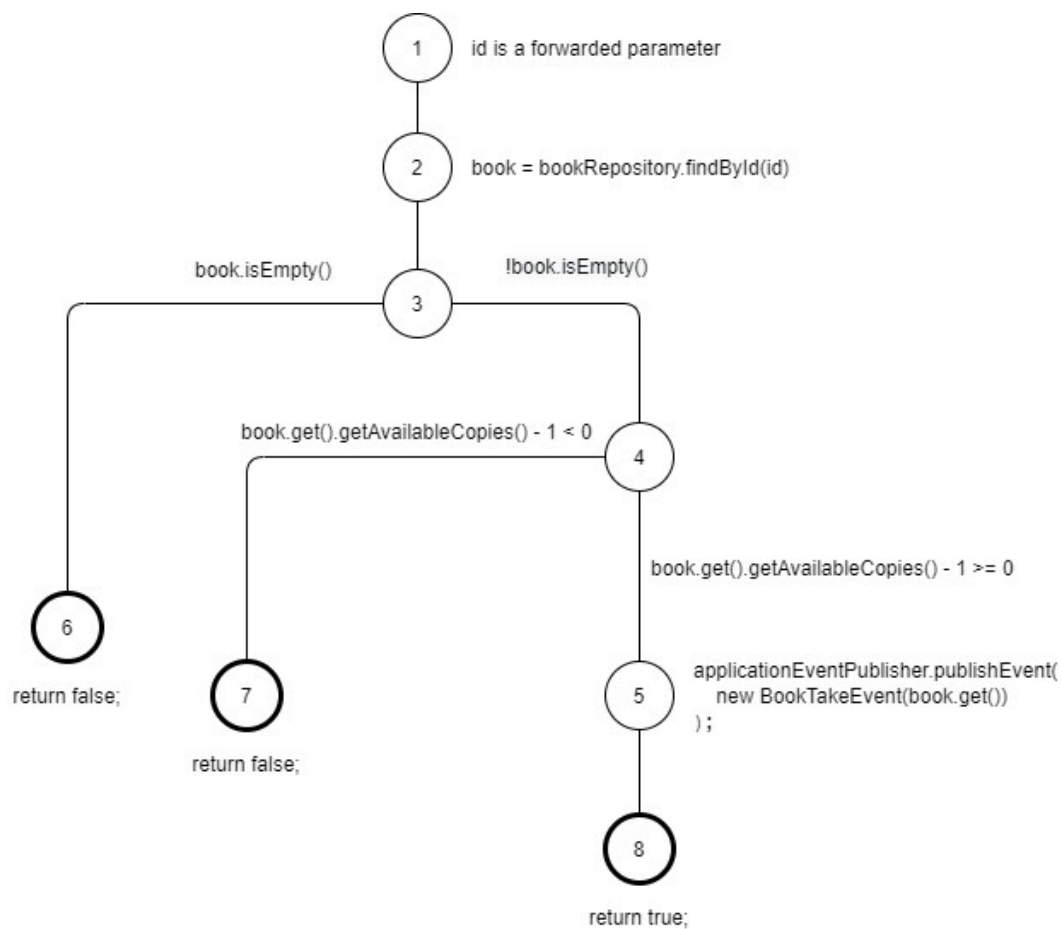 1
id is a forwarded parameter
2
book = bookRepository.findById(id)
book.isEmpty()
!book.isEmpty()
3
book.get().getAvailableCopies() - 1 < 0
4
book.get().getAvailableCopies() - 1 >= 0
6
return false;
7
return false;
5
applicationEventPublisher.publishEvent(
new BookTakeEvent(book.get())
);
8
return true;